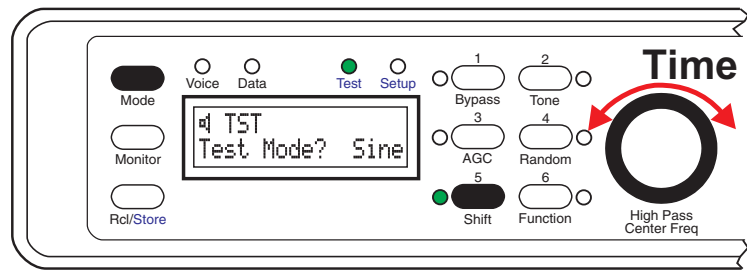 Time
Voice Data Test Setup
1 2
Mode
Bypass Tone
TST
Test Mode? Sine
3 4
Monitor
AGC Random
5 6
Rcl/Store
Shift Function
High Pass
Center Freq